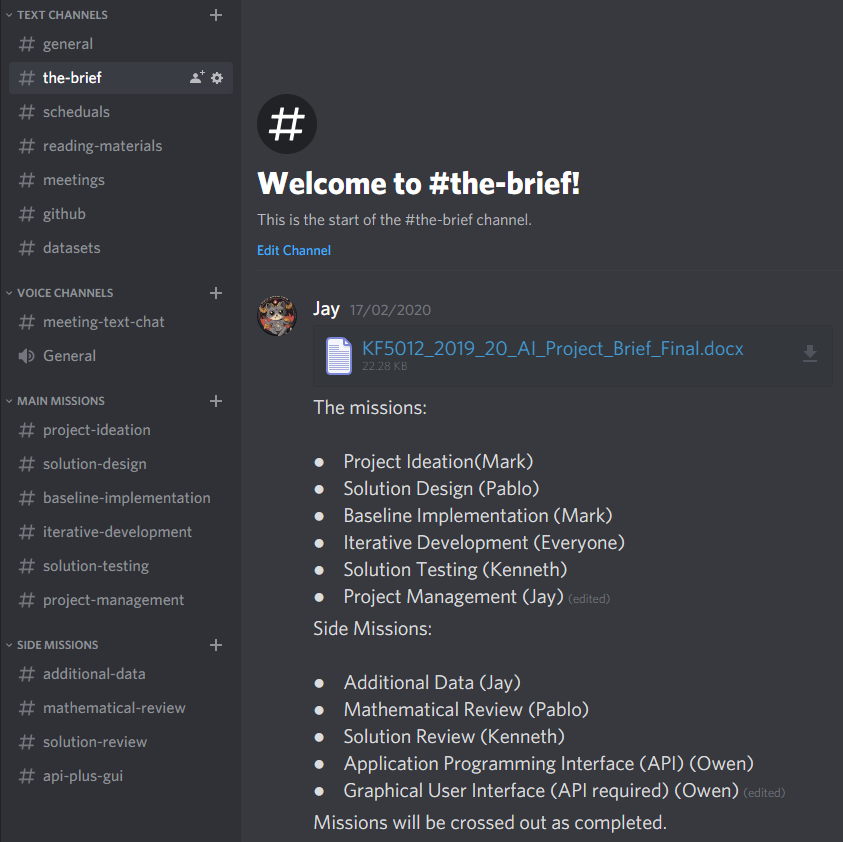 TEXT CHANNELS
# general
# the-brief
# scheduals
# reading-materials
# meetings
# github
# datasets
VOICE CHANNELS
# meeting-text-chat
General
MAIN MISSIONS
# project-ideation
# solution-design
# baseline-implementation
# iterative-development
# solution-testing
# project-management
SIDE MISSIONS
# additional-data
# mathematical-review
# solution-review
# api-plus-gui
#
Welcome to #the-brief!
This is the start of the #the-brief channel.
Edit Channel
Jay 17/02/2020
KF5012_2019_20_AI_Project_Brief_Final.docx
22.28 KB
The missions:
● Project Ideation(Mark)
● Solution Design (Pablo)
● Baseline Implementation (Mark)
● Iterative Development (Everyone)
● Solution Testing (Kenneth)
● Project Management (Jay) (edited)
Side Missions:
● Additional Data (Jay)
● Mathematical Review (Pablo)
● Solution Review (Kenneth)
● Application Programming Interface (API) (Owen)
● Graphical User Interface (API required) (Owen) (edited)
Missions will be crossed out as completed.